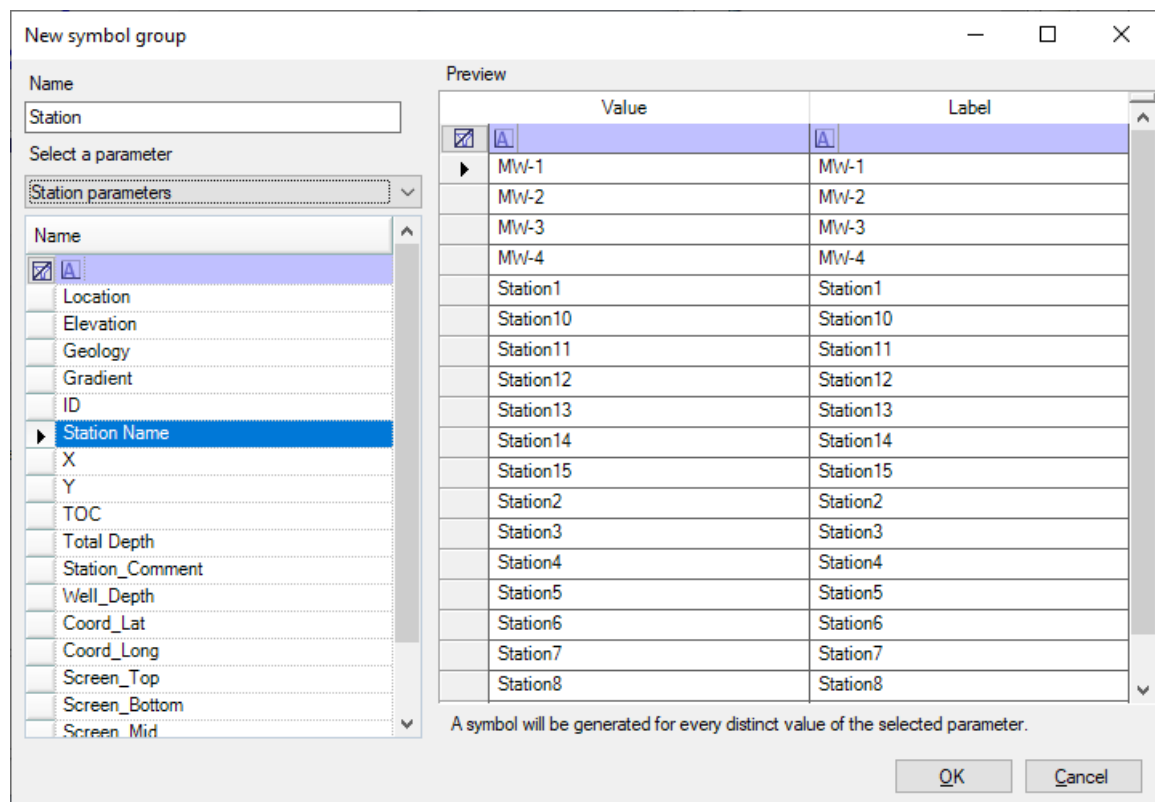 New symbol group
Name
Station
Select a parameter
Station parameters
Name
A
Location
Elevation
Geology
Gradient
ID
Station Name
X
Y
TOC
Total Depth
Station_Comment
Well_Depth
Coord_Lat
Coord_Long
Screen_Top
Screen_Bottom
Screen_Mid
Preview
Value Label
A A
MW-1 MW-1
MW-2 MW-2
MW-3 MW-3
MW-4 MW-4
Station1 Station1
Station10 Station10
Station11 Station11
Station12 Station12
Station13 Station13
Station14 Station14
Station15 Station15
Station2 Station2
Station3 Station3
Station4 Station4
Station5 Station5
Station6 Station6
Station7 Station7
Station8 Station8
A symbol will be generated for every distinct value of the selected parameter.
OK Cancel